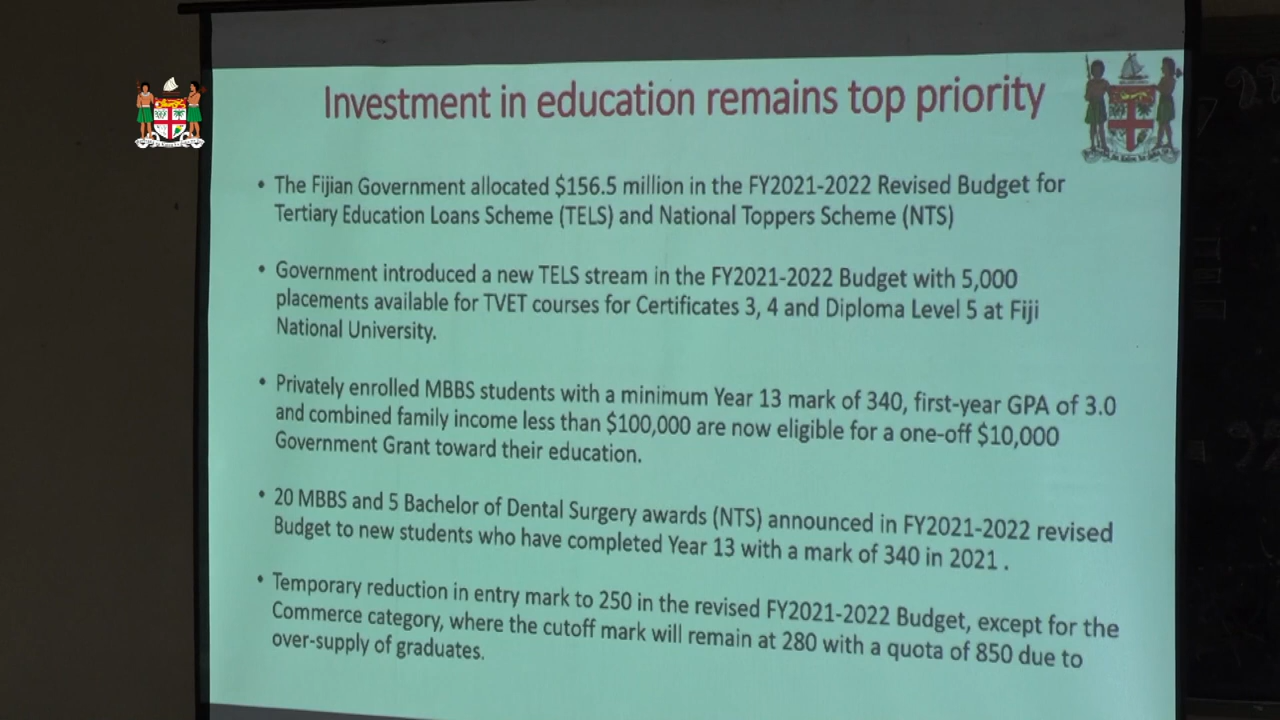 Investment in education remains top priority
• The Fijian Government allocated $156.5 million in the FY2021-2022 Revised Budget for
Tertiary Education Loans Scheme (TELS) and National Toppers Scheme (NTS)
• Government introduced a new TELS stream in the FY2021-2022 Budget with 5,000
placements available for TVET courses for Certificates 3, 4 and Diploma Level 5 at Fiji
National University.
• Privately enrolled MBBS students with a minimum Year 13 mark of 340, first-year GPA of 3.0
and combined family income less than $100,000 are now eligible for a one-off $10,000
Government Grant toward their education.
• 20 MBBS and 5 Bachelor of Dental Surgery awards (NTS) announced in FY2021-2022 revised
Budget to new students who have completed Year 13 with a mark of 340 in 2021 .
• Temporary reduction in entry mark to 250 in the revised FY2021-2022 Budget, except for the
Commerce category, where the cutoff mark will remain at 280 with a quota of 850 due to
over-supply of graduates.